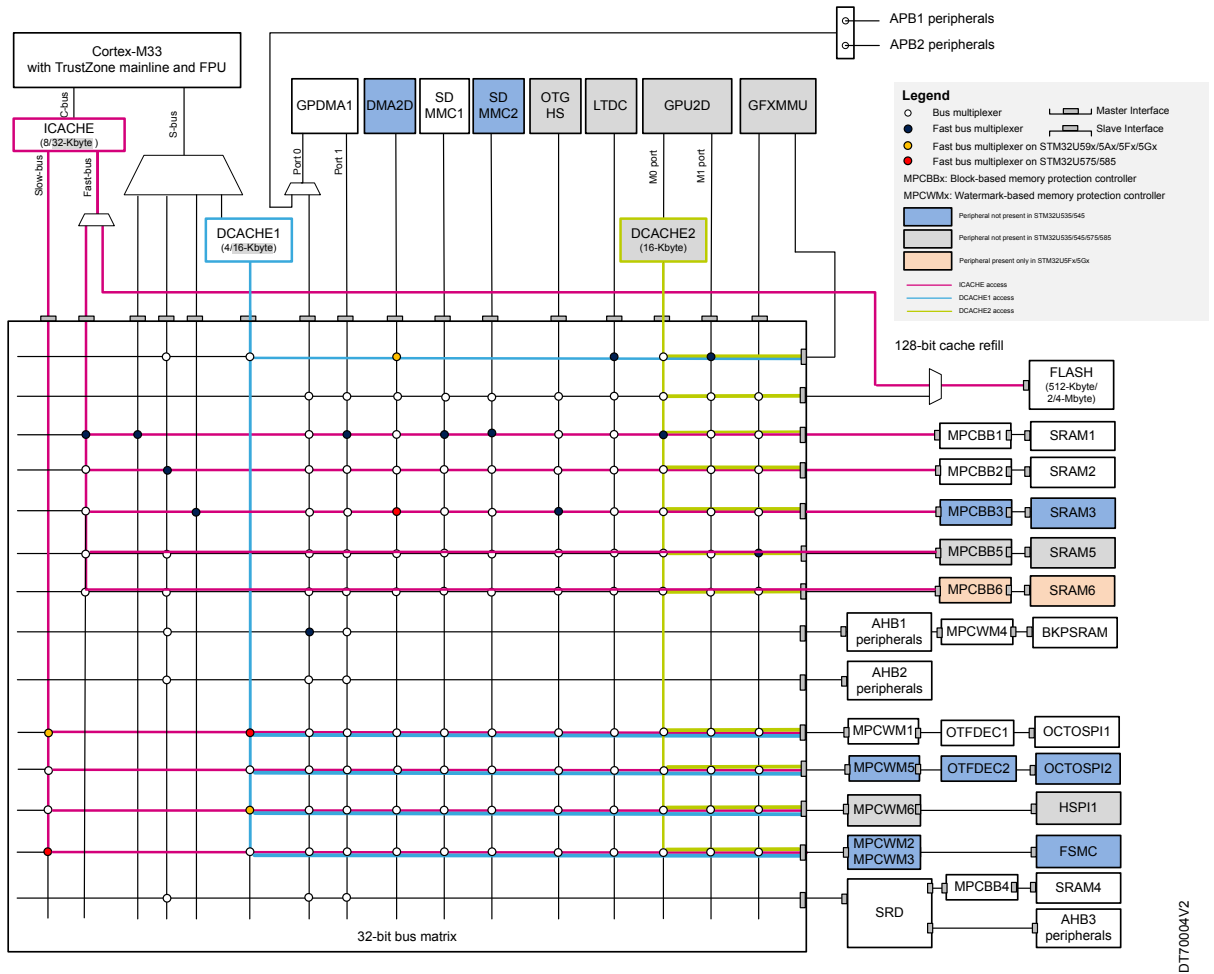 APB1 peripherals
APB2 peripherals
Cortex-M33
with TrustZone mainline and FPU
C-bus
S-bus
ICACHE
(8/32-Kbyte )
Slow-bus
Fast-bus
GPDMA1
DMA2D
SD
MMC1
SD
MMC2
OTG
HS
LTDC
GPU2D
GFXMMU
Port 0
Port 1
M0 port
M1 port
DCACHE1
(4/16-Kbyte)
DCACHE2
(16-Kbyte)
Legend
Bus multiplexer
Master Interface
Fast bus multiplexer
Slave Interface
Fast bus multiplexer on STM32U59x/5Ax/5Fx/5Gx
Fast bus multiplexer on STM32U575/585
MPCBBx: Block-based memory protection controller
MPCWMx: Watermark-based memory protection controller
Peripheral not present in STM32U535/545
Peripheral not present in STM32U535/545/575/585
Peripheral present only in STM32U5Fx/5Gx
ICACHE access
DCACHE1 access
DCACHE2 access
128-bit cache refill
FLASH
(512-Kbyte/
2/4-Mbyte)
MPCBB1
SRAM1
MPCBB2
SRAM2
MPCBB3
SRAM3
MPCBB5
SRAM5
MPCBB6
SRAM6
AHB1
peripherals
MPCWM4
BKPSRAM
AHB2
peripherals
MPCWM1
OTFDEC1
OCTOSPI1
MPCWM5
OTFDEC2
OCTOSPI2
MPCWM6
HSPI1
MPCWM2
MPCWM3
FSMC
SRD
MPCBB4
SRAM4
AHB3
peripherals
32-bit bus matrix
DT70004V2